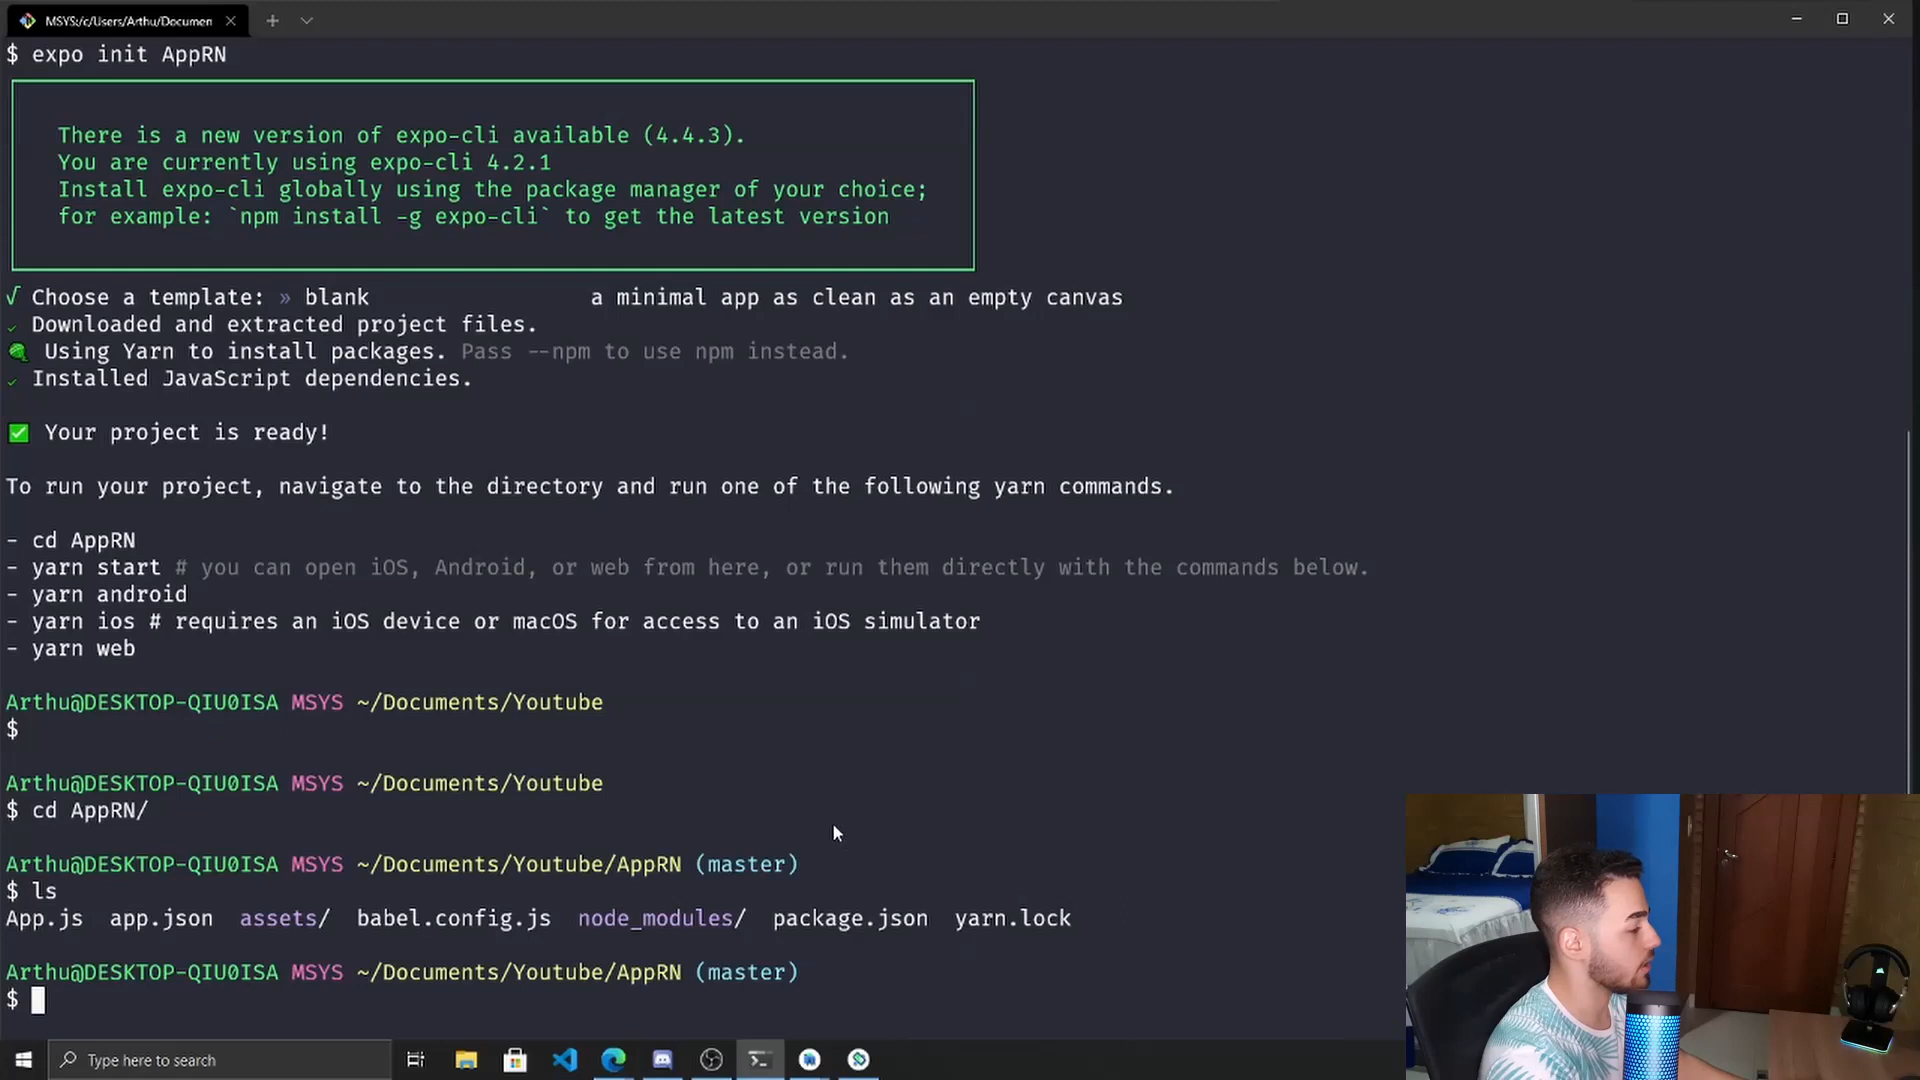 MSYS:/c/Users/Arthu/Documen
$ expo init AppRN
There is a new version of expo-cli available (4.4.3).
You are currently using expo-cli 4.2.1
Install expo-cli globally using the package manager of your choice;
for example: `npm install -g expo-cli` to get the latest version
√ Choose a template: » blank a minimal app as clean as an empty canvas
✓ Downloaded and extracted project files.
Using Yarn to install packages. Pass --npm to use npm instead.
✓ Installed JavaScript dependencies.
✅ Your project is ready!
To run your project, navigate to the directory and run one of the following yarn commands.
- cd AppRN
- yarn start # you can open iOS, Android, or web from here, or run them directly with the commands below.
- yarn android
- yarn ios # requires an iOS device or macOS for access to an iOS simulator
- yarn web
Arthu@DESKTOP-QIU0ISA MSYS ~/Documents/Youtube
$
Arthu@DESKTOP-QIU0ISA MSYS ~/Documents/Youtube
$ cd AppRN/
Arthu@DESKTOP-QIU0ISA MSYS ~/Documents/Youtube/AppRN (master)
$ ls
App.js app.json assets/ babel.config.js node_modules/ package.json yarn.lock
Arthu@DESKTOP-QIU0ISA MSYS ~/Documents/Youtube/AppRN (master)
$
Type here to search